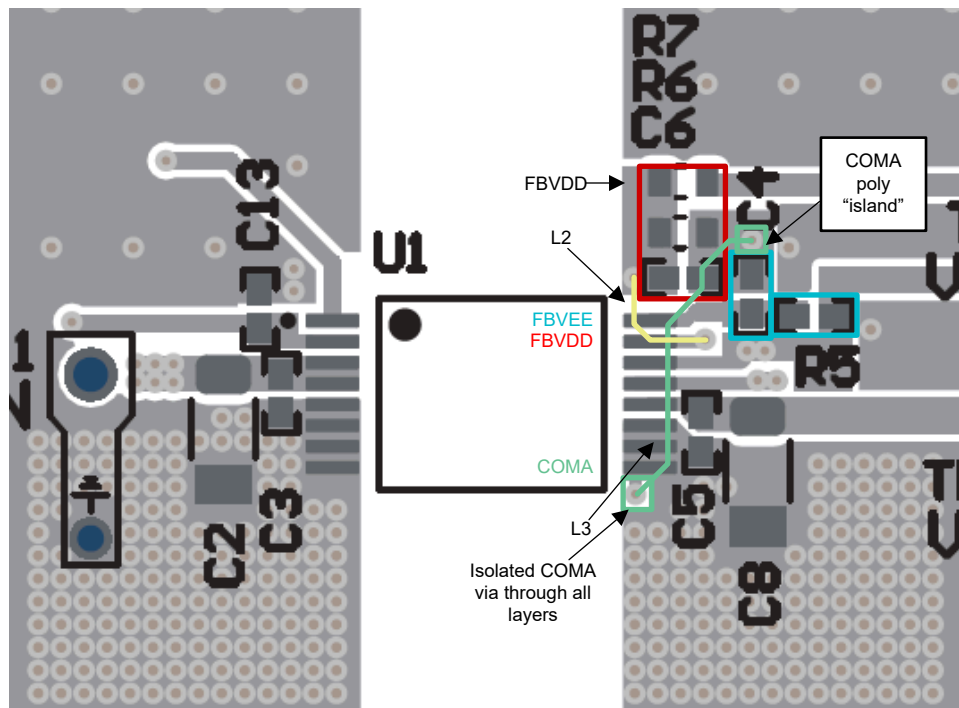 R7
R6
C6
COMA
poly
“island”
FBVDD
C4
C13
L2
U1
FBVEE
FBVDD
1
R5
COMA
C5
L3
C3
C2
Isolated COMA
via through all
layers
C8